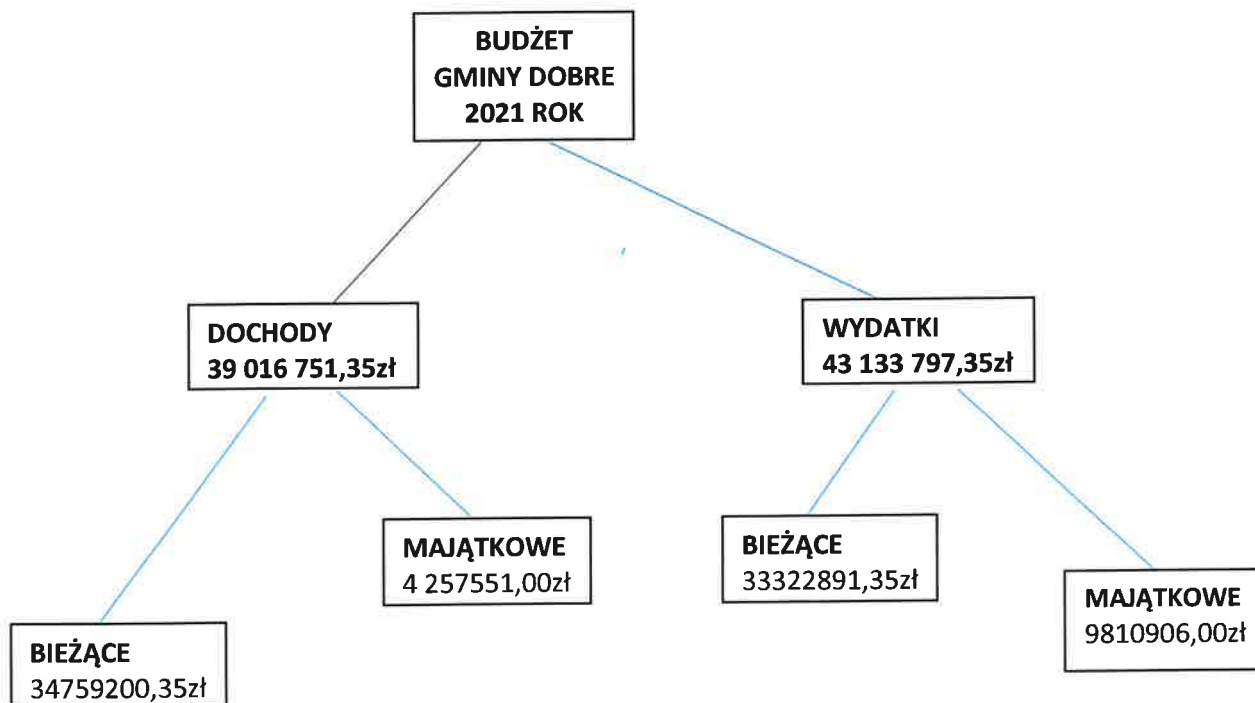 BUDŻET
GMINY DOBRE
2021 ROK
DOCHODY
39 016 751,35zł
WYDATKI
43 133 797,35zł
MAJĄTKOWE
4 257551,00zł
BIEŻĄCE
33322891,35zł
MAJĄTKOWE
9810906,00zł
BIEŻĄCE
34759200,35zł